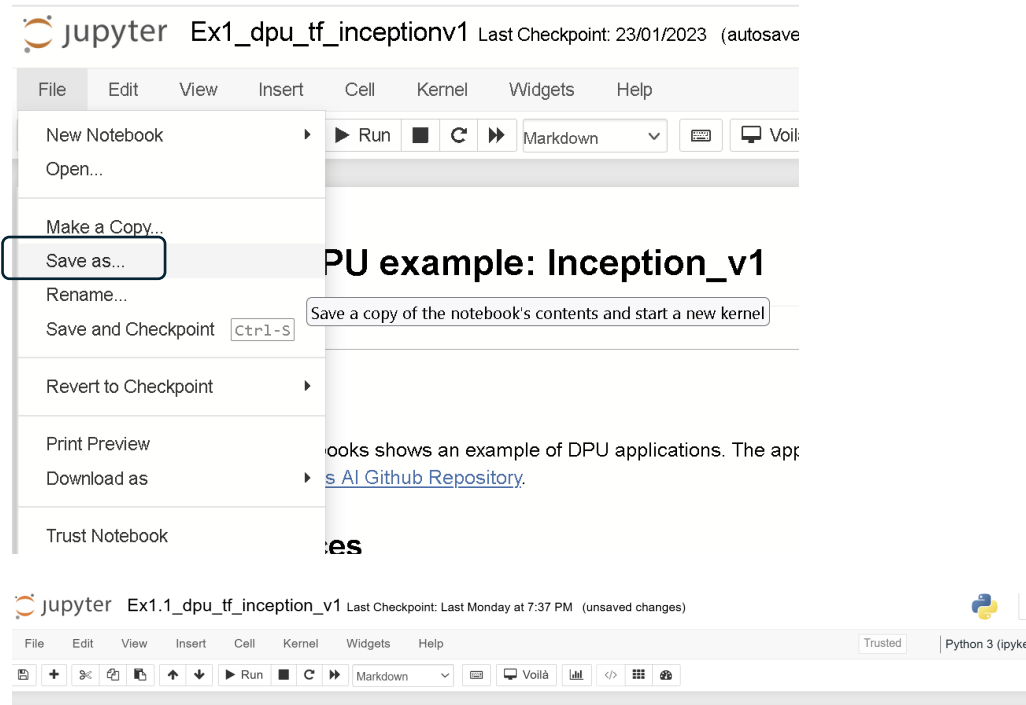 jupyter Ex1_dpu_tf_inceptionv1 Last Checkpoint: 23/01/2023 (autosave
File Edit View Insert Cell Kernel Widgets Help
New Notebook Run Markdown Voil
Open...
Make a Copy...
Save as... PU example: Inception_v1
Rename...
Save a copy of the notebook's contents and start a new kernel
Save and Checkpoint Ctrl-S
Revert to Checkpoint
Print Preview ooks shows an example of DPU applications. The app
Download as s AI Github Repository.
Trust Notebook ces
jupyter Ex1.1_dpu_tf_inception_v1 Last Checkpoint: Last Monday at 7:37 PM (unsaved changes)
File Edit View Insert Cell Kernel Widgets Help Trusted Python 3 (ipyke
Run Markdown Voilà